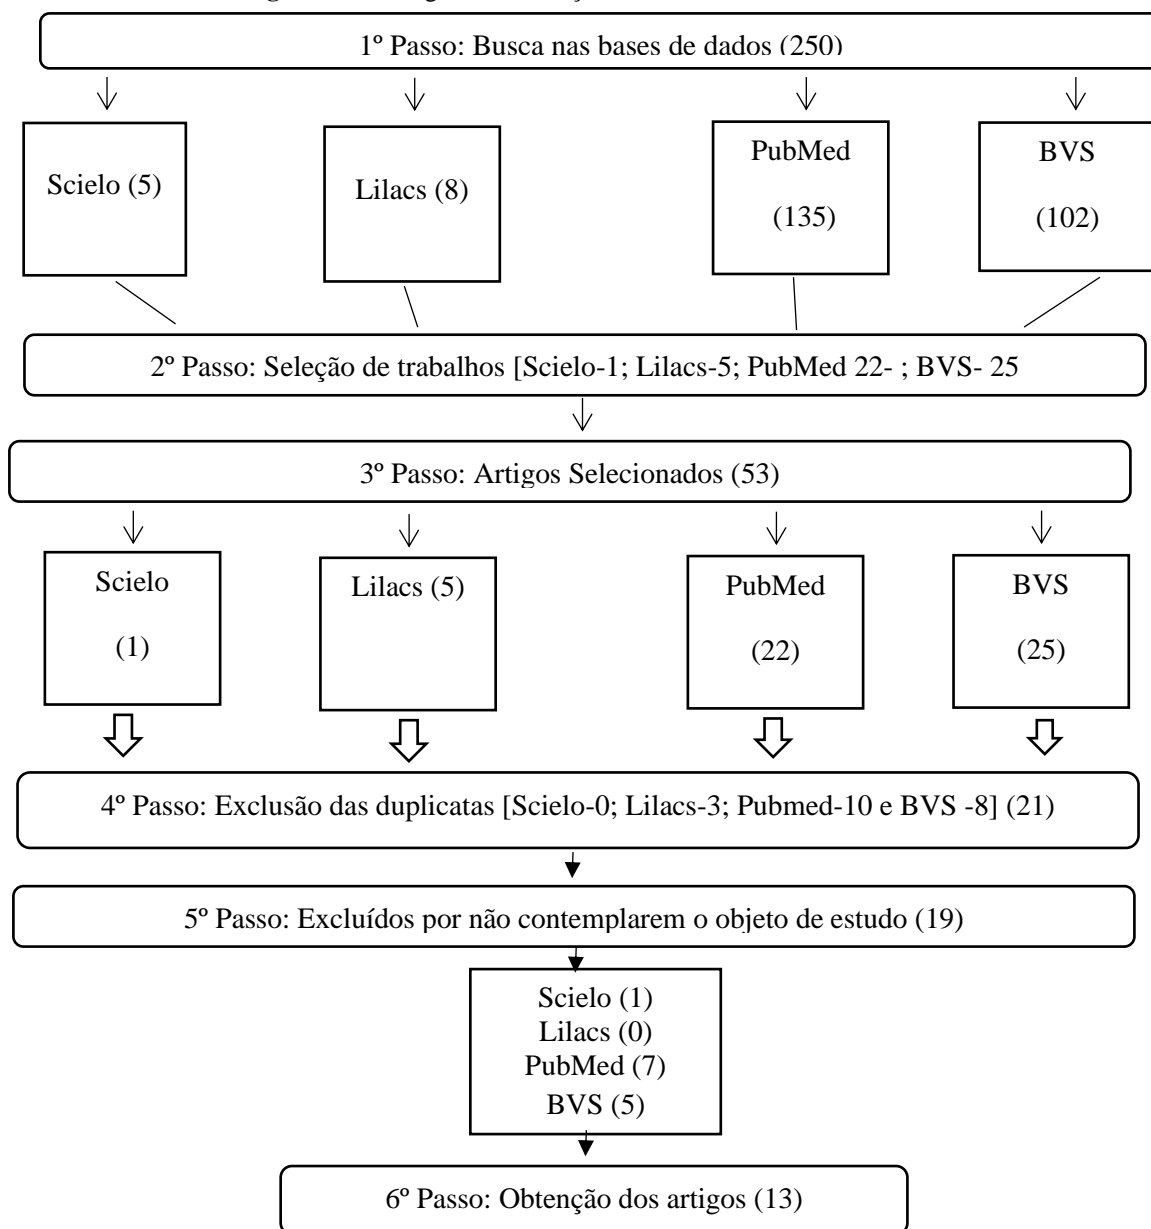 1º Passo: Busca nas bases de dados (250)
Scielo (5)
Lilacs (8)
PubMed
(135)
BVS
(102)
2º Passo: Seleção de trabalhos [Scielo-1; Lilacs-5; PubMed 22- ; BVS- 25
3º Passo: Artigos Selecionados (53)
Scielo
(1)
Lilacs (5)
PubMed
(22)
BVS
(25)
4º Passo: Exclusão das duplicatas [Scielo-0; Lilacs-3; Pubmed-10 e BVS -8] (21)
5º Passo: Excluídos por não contemplarem o objeto de estudo (19)
Scielo (1)
Lilacs (0)
PubMed (7)
BVS (5)
6º Passo: Obtenção dos artigos (13)